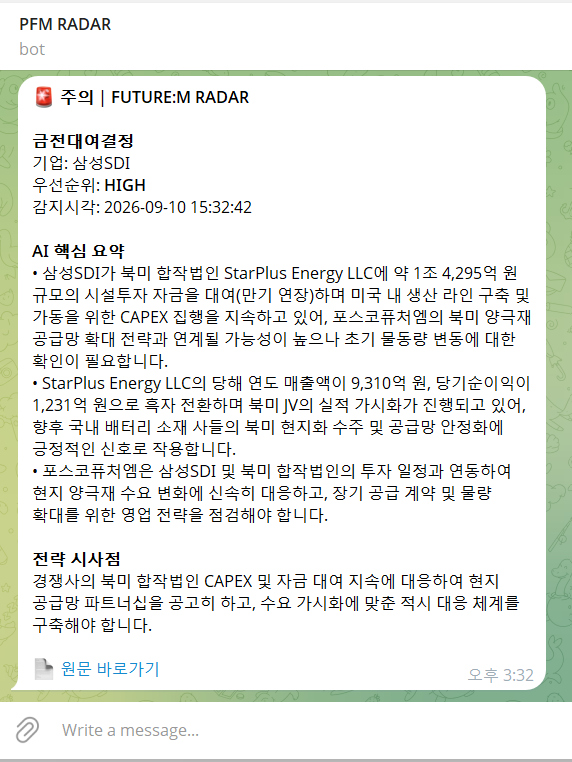 PFM RADAR
bot
주의 | FUTURE:M RADAR
금전대여결정
기업: 삼성SDI
우선순위: HIGH
감지시각: 2026-09-10 15:32:42
AI 핵심 요약
• 삼성SDI가 북미 합작법인 StarPlus Energy LLC에 약 1조 4,295억 원
규모의 시설투자 자금을 대여(만기 연장)하며 미국 내 생산 라인 구축 및
가동을 위한 CAPEX 집행을 지속하고 있어, 포스코퓨처엠의 북미 양극재
공급망 확대 전략과 연계될 가능성이 높으나 초기 물동량 변동에 대한
확인이 필요합니다.
• StarPlus Energy LLC의 당해 연도 매출액이 9,310억 원, 당기순이익이
1,231억 원으로 흑자 전환하며 북미 JV의 실적 가시화가 진행되고 있어,
향후 국내 배터리 소재 사들의 북미 현지화 수주 및 공급망 안정화에
긍정적인 신호로 작용합니다.
• 포스코퓨처엠은 삼성SDI 및 북미 합작법인의 투자 일정과 연동하여
현지 양극재 수요 변화에 신속히 대응하고, 장기 공급 계약 및 물량
확대를 위한 영업 전략을 점검해야 합니다.
전략 시사점
경쟁사의 북미 합작법인 CAPEX 및 자금 대여 지속에 대응하여 현지
공급망 파트너십을 공고히 하고, 수요 가시화에 맞춘 적시 대응 체계를
구축해야 합니다.
원문 바로가기
오후 3:32
Write a message...